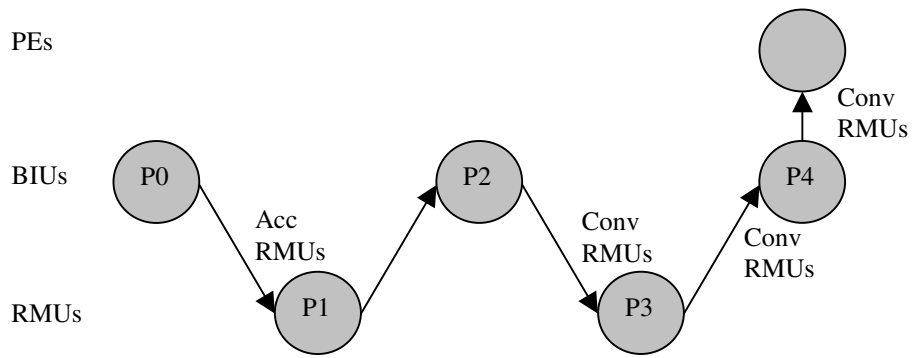 PEs
Conv
RMUs
BIUs
P0
P2
P4
Acc
RMUs
Conv
RMUs
Conv
RMUs
RMUs
P1
P3